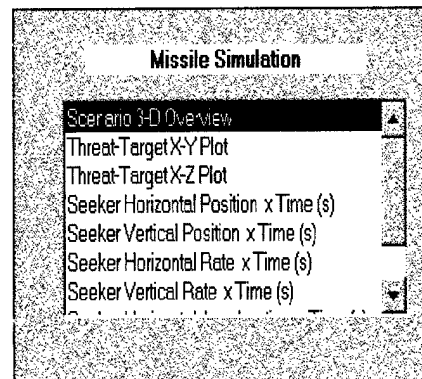 Missile Simulation
Scenario 3-D Overview
Threat-Target X-Y Plot
Threat-Target X-Z Plot
Seeker Horizontal Position x Time (s)
Seeker Vertical Position x Time (s)
Seeker Horizontal Rate x Time (s)
Seeker Vertical Rate x Time (s)